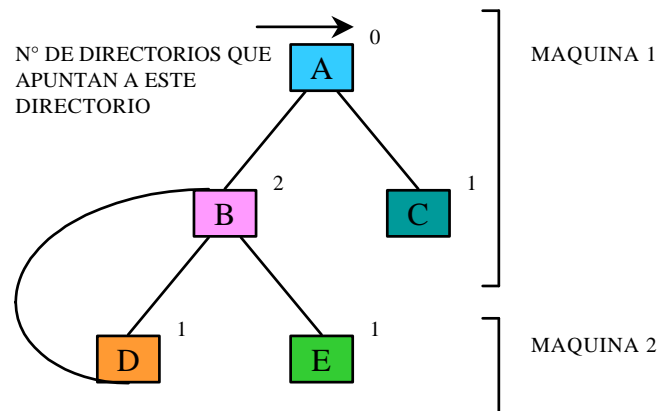 N° DE DIRECTORIOS QUE
APUNTAN A ESTE
DIRECTORIO
0
A
MAQUINA 1
2
B
1
C
1
D
1
E
MAQUINA 2